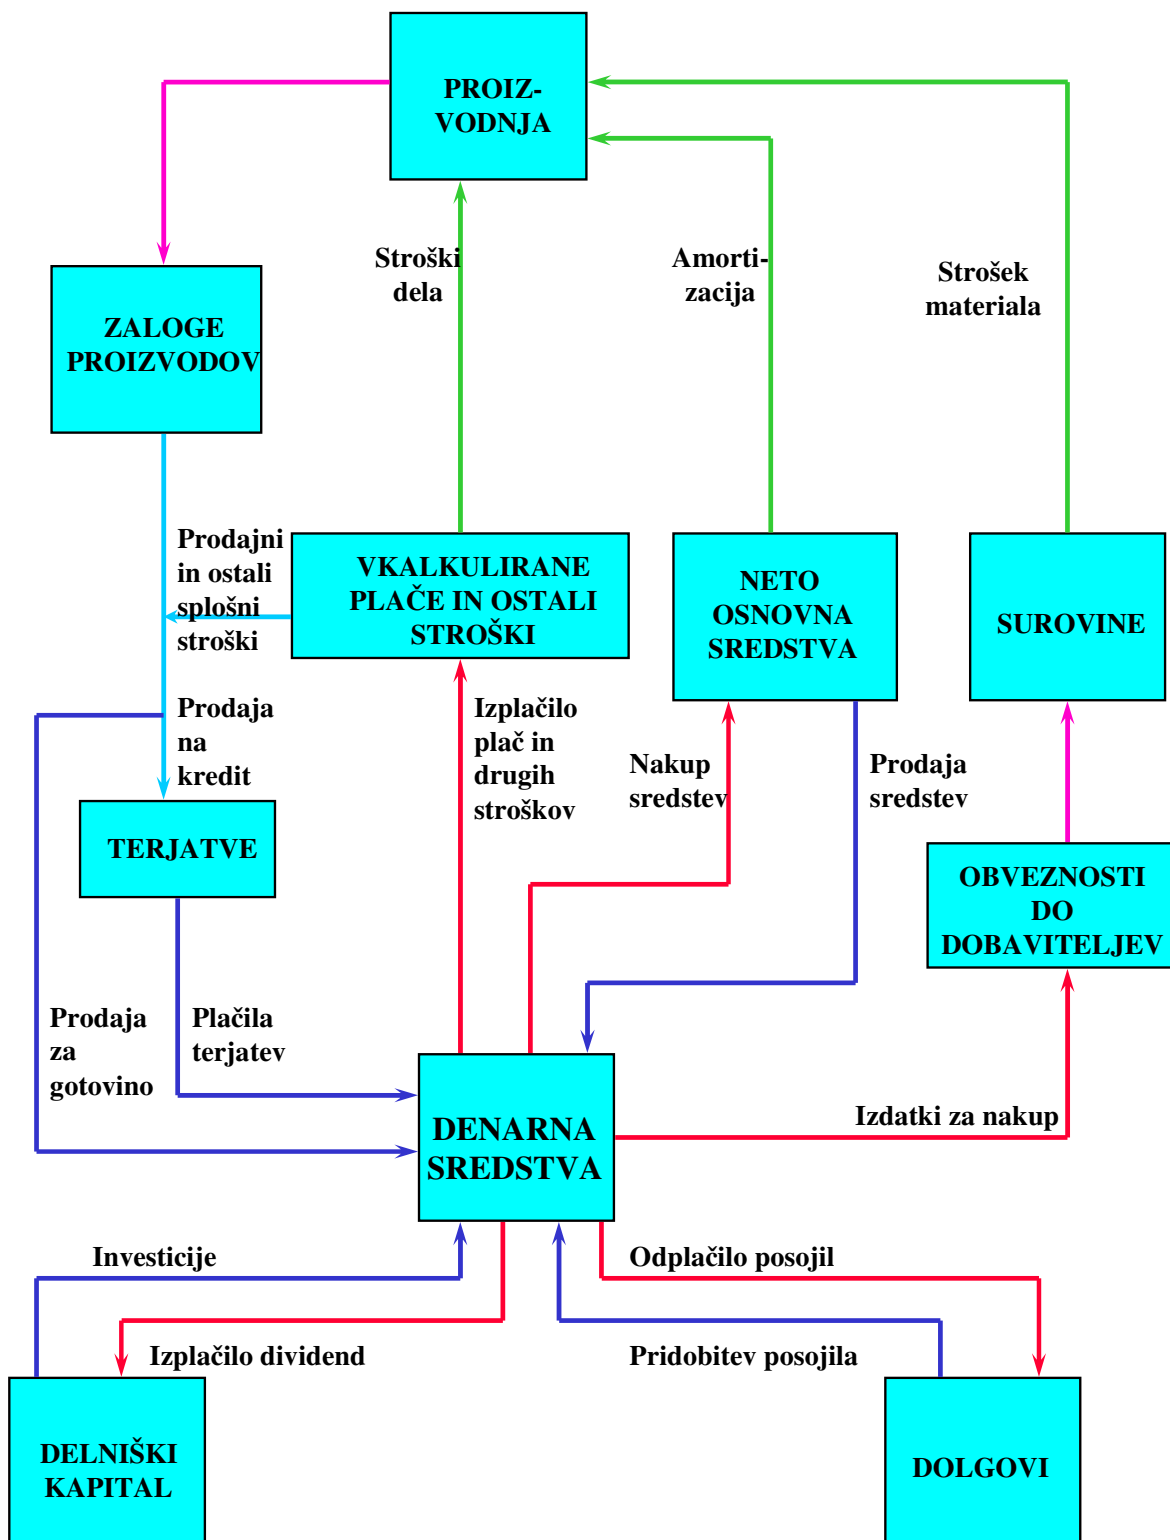 PROIZ-
VODNJA
Stroški
dela
Amorti-
zacija
Strošek
materiala
ZALOGE
PROIZVODOV
Prodajni
in ostali
splošni
stroški
VKALKULIRANE
PLAČE IN OSTALI
STROŠKI
NETO
OSNOVNA
SREDSTVA
SUROVINE
Prodaja
na
kredit
Izplačilo
plač in
drugih
stroškov
Nakup
sredstev
Prodaja
sredstev
TERJATVE
OBVEZNOSTI
DO
DOBAVITELJEV
Prodaja
za
gotovino
Plačila
terjatev
DENARNA
SREDSTVA
Izdatki za nakup
Investicije
Odplačilo posojil
Izplačilo dividend
Pridobitev posojila
DELNIŠKI
KAPITAL
DOLGOVI